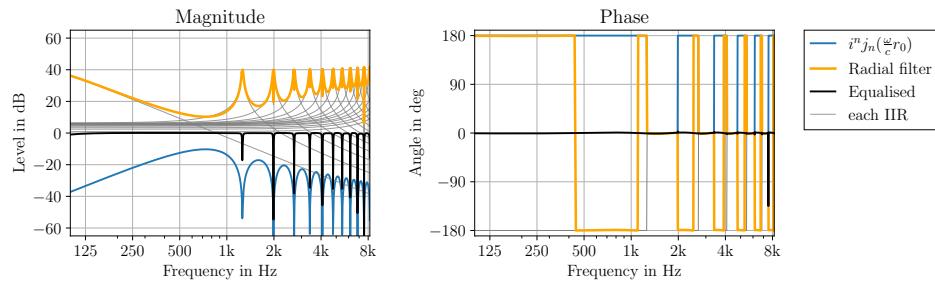 Magnitude
Level in dB
60
40
20
0
−20
−40
−60
125
250
500
1k
2k
4k
8k
Frequency in Hz
Phase
Angle in deg
180
90
0
−90
−180
125
250
500
1k
2k
4k
8k
Frequency in Hz
iⁿjₙ(ω/c r₀)
Radial filter
Equalised
each IIR